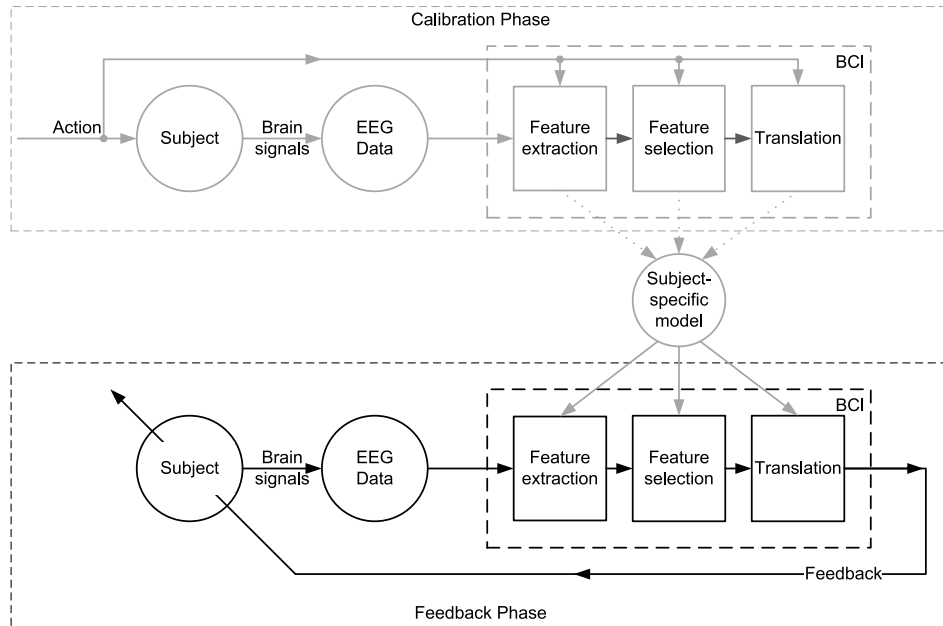 Calibration Phase
BCI
Action
Subject
Brain
signals
EEG
Data
Feature
extraction
Feature
selection
Translation
Subject-
specific
model
BCI
Subject
Brain
signals
EEG
Data
Feature
extraction
Feature
selection
Translation
Feedback
Feedback Phase